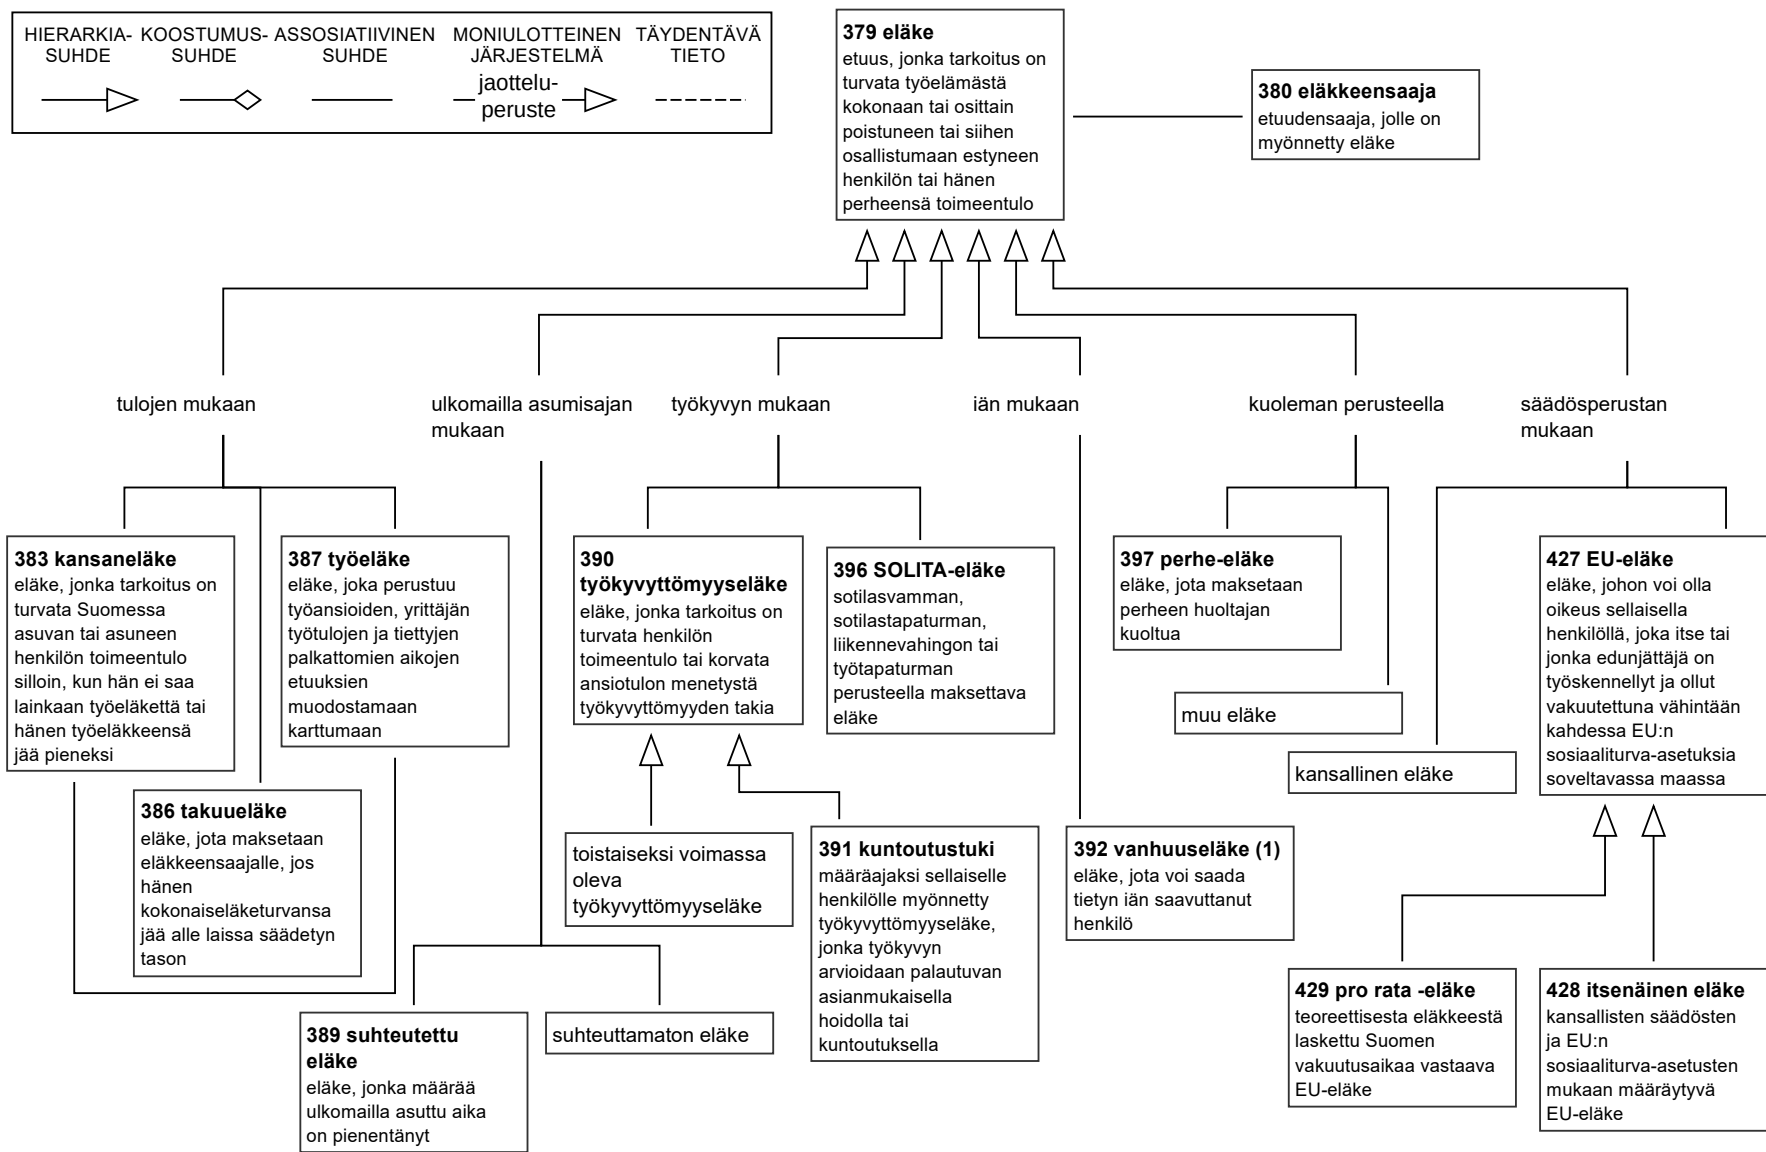 HIERARKIA-
SUHDE
KOOSTUMUS-
SUHDE
ASSOSIATIIVINEN
SUHDE
MONIULOTTEINEN
JÄRJESTELMÄ
jaottelu-
peruste
TÄYDENTÄVÄ
TIETO
379 eläke
etuus, jonka tarkoitus on
turvata työelämästä
kokonaan tai osittain
poistuneen tai siihen
osallistumaan estyneen
henkilön tai hänen
perheensä toimeentulo
380 eläkkeensaaja
etuudensaaja, jolle on
myönnetty eläke
tulojen mukaan
ulkomailla asumisajan
mukaan
työkyvyn mukaan
iän mukaan
kuoleman perusteella
säädösperustan
mukaan
383 kansaneläke
eläke, jonka tarkoitus on
turvata Suomessa
asuvan tai asuneen
henkilön toimeentulo
silloin, kun hän ei saa
lainkaan työeläkettä tai
hänen työeläkkeensä
jää pieneksi
387 työeläke
eläke, joka perustuu
työansioiden, yrittäjän
työtulojen ja tiettyjen
palkattomien aikojen
etuuksien
muodostamaan
karttumaan
390
työkyvyttömyyseläke
eläke, jonka tarkoitus on
turvata henkilön
toimeentulo tai korvata
ansiotulon menetystä
työkyvyttömyyden takia
396 SOLITA-eläke
sotilasvamman,
sotilastapaturman,
liikennevahingon tai
työtapaturman
perusteella maksettava
eläke
397 perhe-eläke
eläke, jota maksetaan
perheen huoltajan
kuoltua
427 EU-eläke
eläke, johon voi olla
oikeus sellaisella
henkilöllä, joka itse tai
jonka edunjättäjä on
työskennellyt ja ollut
vakuutettuna vähintään
kahdessa EU:n
sosiaaliturva-asetuksia
soveltavassa maassa
muu eläke
kansallinen eläke
386 takuueläke
eläke, jota maksetaan
eläkkeensaajalle, jos
hänen
kokonaiseläketurvansa
jää alle laissa säädetyn
tason
toistaiseksi voimassa
oleva
työkyvyttömyyseläke
391 kuntoutustuki
määräajaksi sellaiselle
henkilölle myönnetty
työkyvyttömyyseläke,
jonka työkyvyn
arvioidaan palautuvan
asianmukaisella
hoidolla tai
kuntoutuksella
392 vanhuuseläke (1)
eläke, jota voi saada
tietyn iän saavuttanut
henkilö
389 suhteutettu
eläke
eläke, jonka määrää
ulkomailla asuttu aika
on pienentänyt
suhteuttamaton eläke
429 pro rata -eläke
teoreettisesta eläkkeestä
laskettu Suomen
vakuutusaikaa vastaava
EU-eläke
428 itsenäinen eläke
kansallisten säädösten
ja EU:n
sosiaaliturva-asetusten
mukaan määräytyvä
EU-eläke